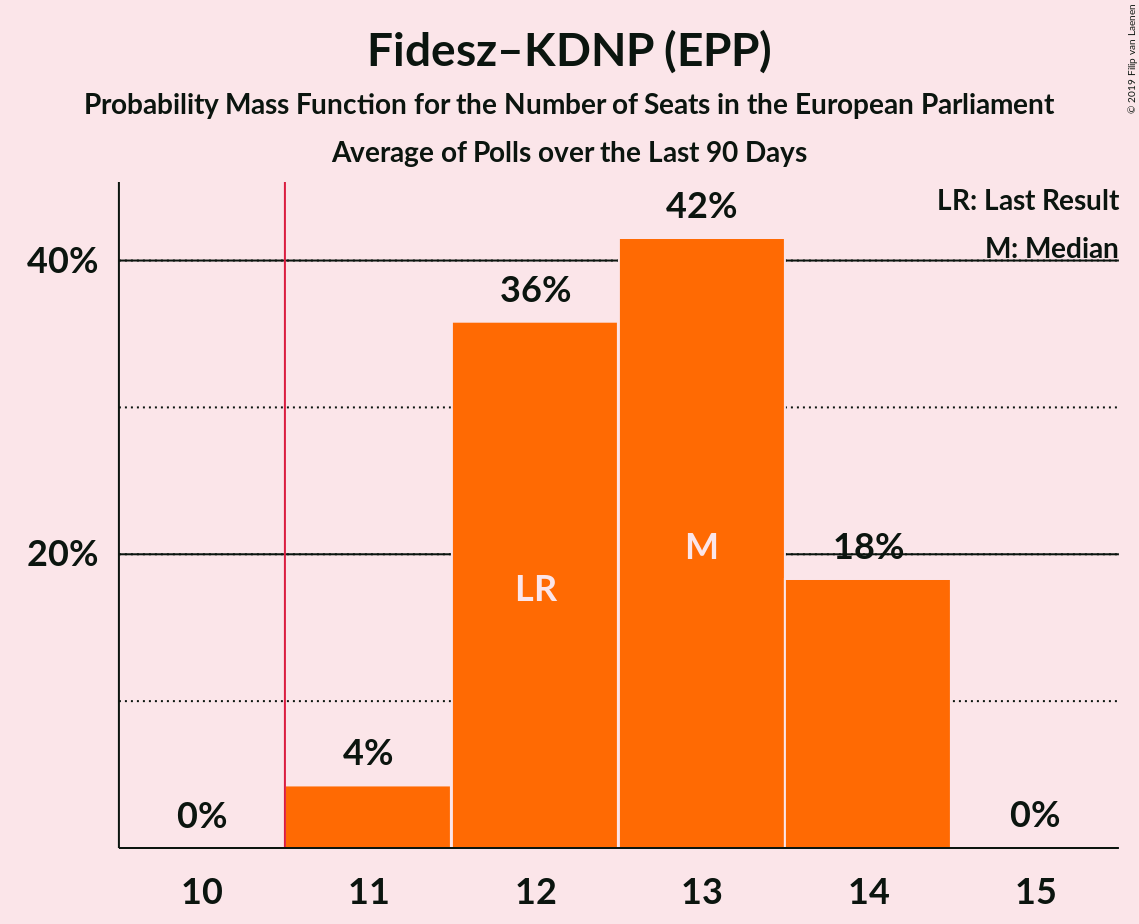 Fidesz–KDNP (EPP)
Probability Mass Function for the Number of Seats in the European Parliament
Average of Polls over the Last 90 Days
© 2019 Filip van Laenen
LR: Last Result
M: Median
40%
20%
0%
4%
36%
42%
18%
0%
LR
M
10
11
12
13
14
15